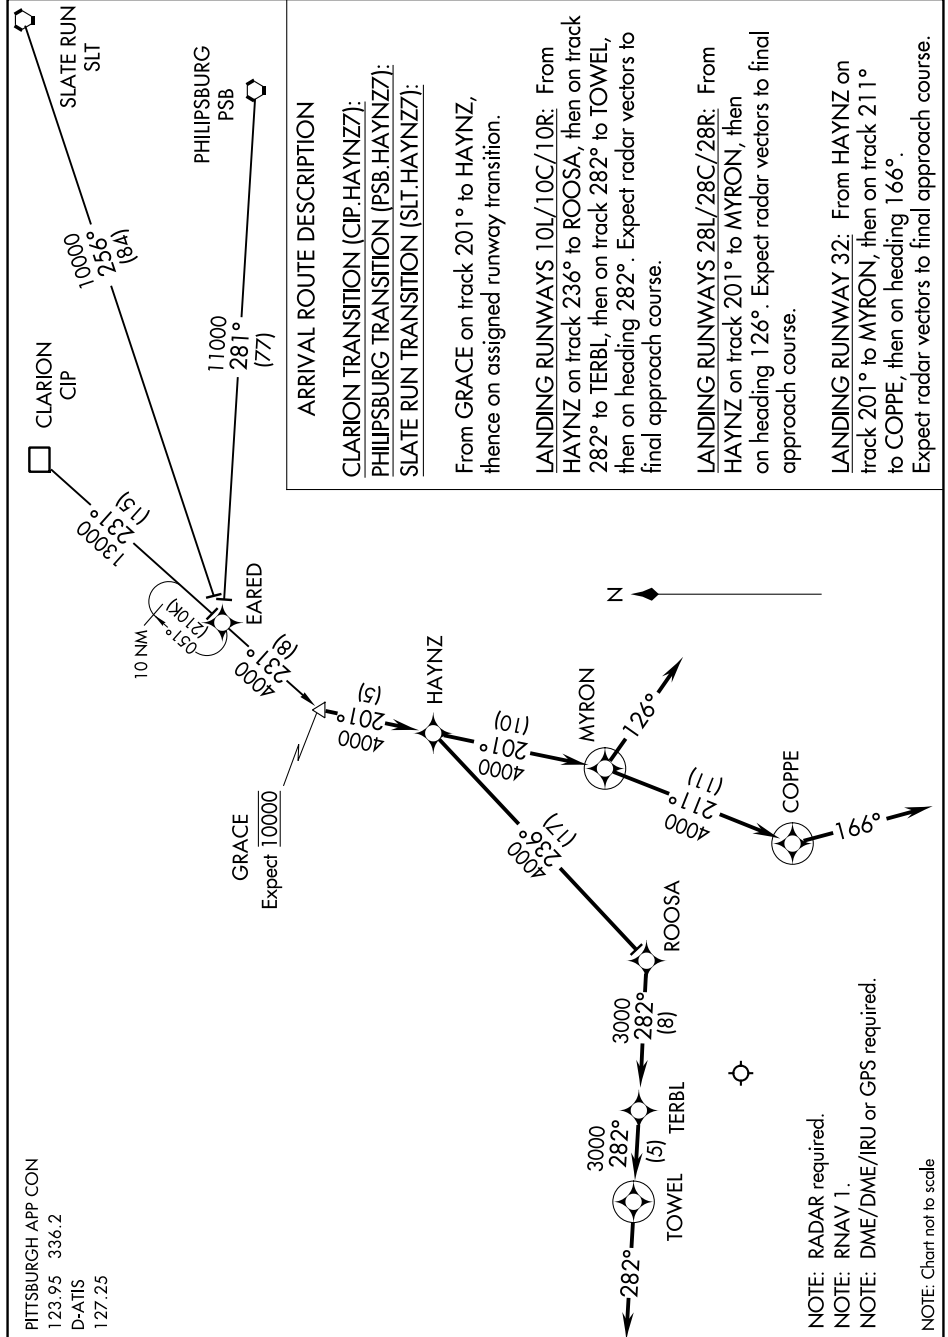 PITTSBURGH APP CON
123.95 336.2
D-ATIS
127.25
SLATE RUN
SLT
PHILIPSBURG
PSB
CLARION
CIP
10000
256°
(84)
11000
281°
(77)
13000
231°
(15)
10 NM
051°
(210K)
EARED
4000
231°
(8)
GRACE
Expect 10000
4000
201°
(5)
HAYNZ
4000
201°
(10)
MYRON
126°
4000
211°
(11)
COPPE
166°
4000
236°
(17)
ROOSA
3000
282°
(8)
TERBL
3000
282°
(5)
TOWEL
282°
N
ARRIVAL ROUTE DESCRIPTION
CLARION TRANSITION (CIP.HAYNZ7):
PHILIPSBURG TRANSITION (PSB.HAYNZ7):
SLATE RUN TRANSITION (SLT.HAYNZ7):
From GRACE on track 201° to HAYNZ,
thence on assigned runway transition.
LANDING RUNWAYS 10L/10C/10R: From
HAYNZ on track 236° to ROOSA, then on track
282° to TERBL, then on track 282° to TOWEL,
then on heading 282°. Expect radar vectors to
final approach course.
LANDING RUNWAYS 28L/28C/28R: From
HAYNZ on track 201° to MYRON, then
on heading 126°. Expect radar vectors to final
approach course.
LANDING RUNWAY 32: From HAYNZ on
track 201° to MYRON, then on track 211°
to COPPE, then on heading 166°.
Expect radar vectors to final approach course.
NOTE: RADAR required.
NOTE: RNAV 1.
NOTE: DME/DME/IRU or GPS required.
NOTE: Chart not to scale